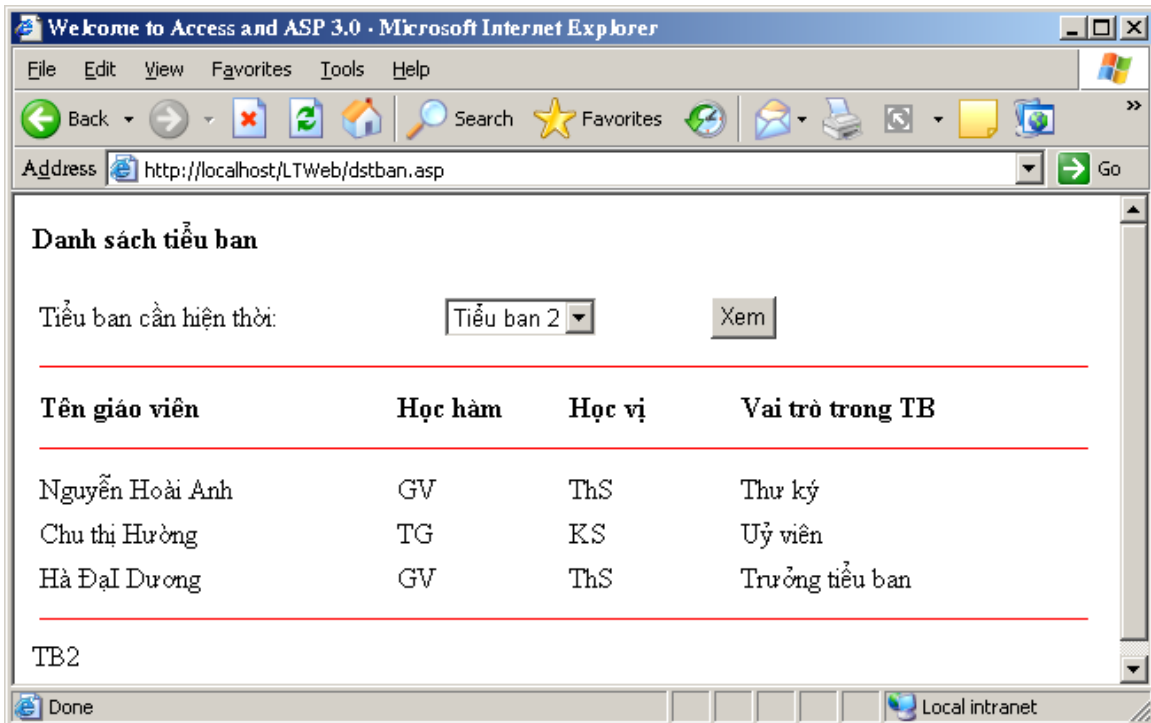 Welcome to Access and ASP 3.0 - Microsoft Internet Explorer
File Edit View Favorites Tools Help
Back Search Favorites »
Address http://localhost/LTWeb/dstban.asp Go
Danh sách tiểu ban
Tiểu ban cần hiện thời: Tiểu ban 2 Xem
Tên giáo viên Học hàm Học vị Vai trò trong TB
Nguyễn Hoài Anh GV ThS Thư ký
Chu thị Hường TG KS Uỷ viên
Hà ĐạI Dương GV ThS Trưởng tiểu ban
TB2
Done Local intranet